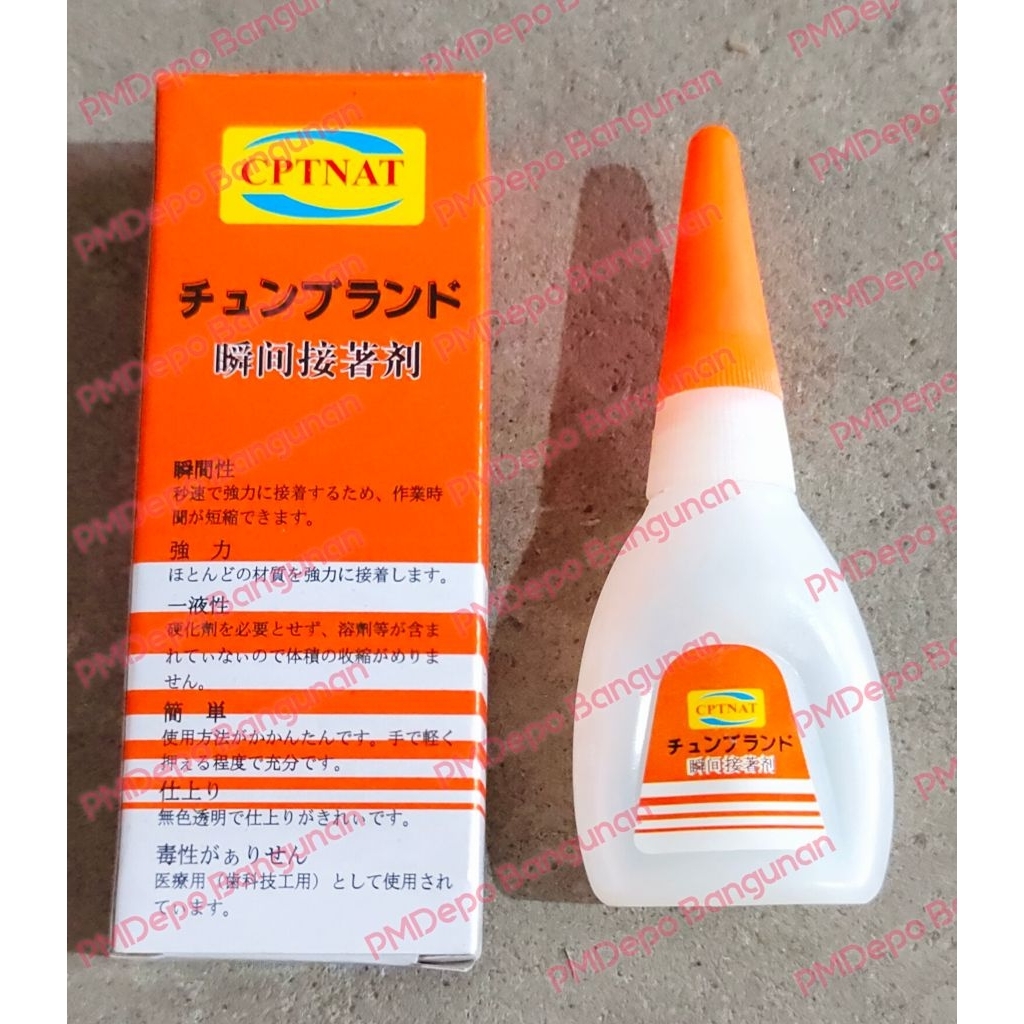 CPTNAT
チュンブランド
瞬间接著剂
瞬間性
秒速で強力に接着するため、作業時
間が短縮できます。
強 力
ほとんどの材質を強力に接着します。
一液性
硬化劑を必要とせず、溶劑等が含ま
れていないので体積の收縮がめりま
せん。
簡 単
使用方法がかかんたんです。手で軽く
押える程度で充分です。
仕上り
無色透明で仕上りがきれいです。
毒性がぁりせん
医療用（歯科技工用）として使用され
ています。
CPTNAT
チュンブランド
瞬间接著剂
PMDepo Bangunan